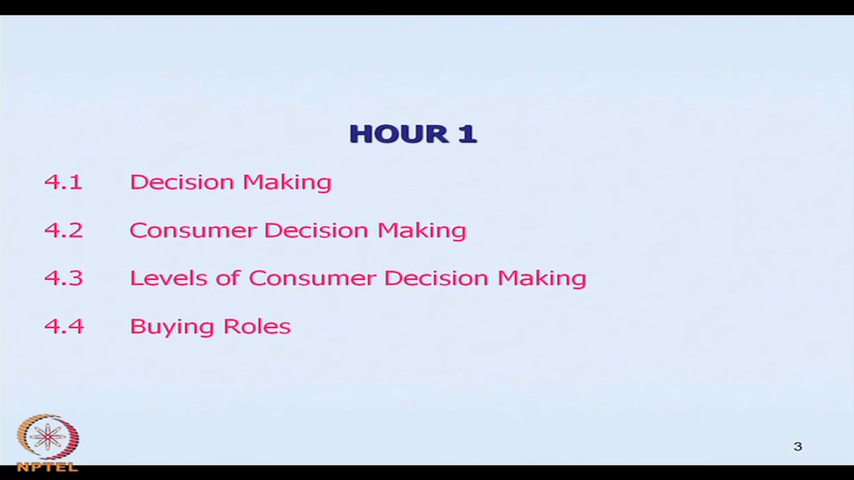 HOUR 1
4.1 Decision Making
4.2 Consumer Decision Making
4.3 Levels of Consumer Decision Making
4.4 Buying Roles
NPTEL
3